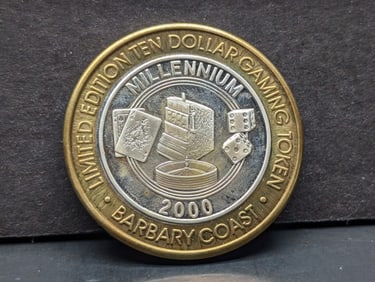 LIMITED EDITION TEN DOLLAR GAMING TOKEN
MILLENNIUM
2000
• BARBARY COAST •